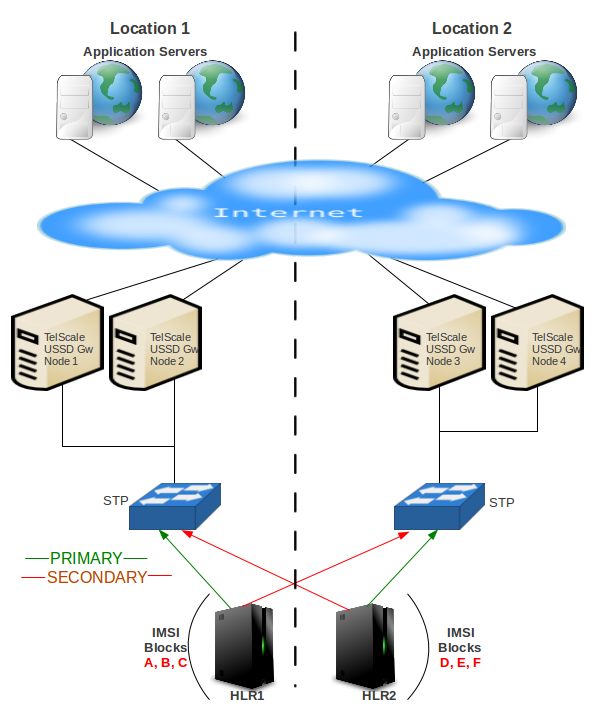 Location 1
Location 2
Application Servers
Application Servers
Internet
TelScale
USSD Gw
Node 1
TelScale
USSD Gw
Node 2
TelScale
USSD Gw
Node 3
TelScale
USSD Gw
Node 4
STP
STP
PRIMARY
SECONDARY
IMSI
Blocks
A, B, C
IMSI
Blocks
D, E, F
HLR1
HLR2